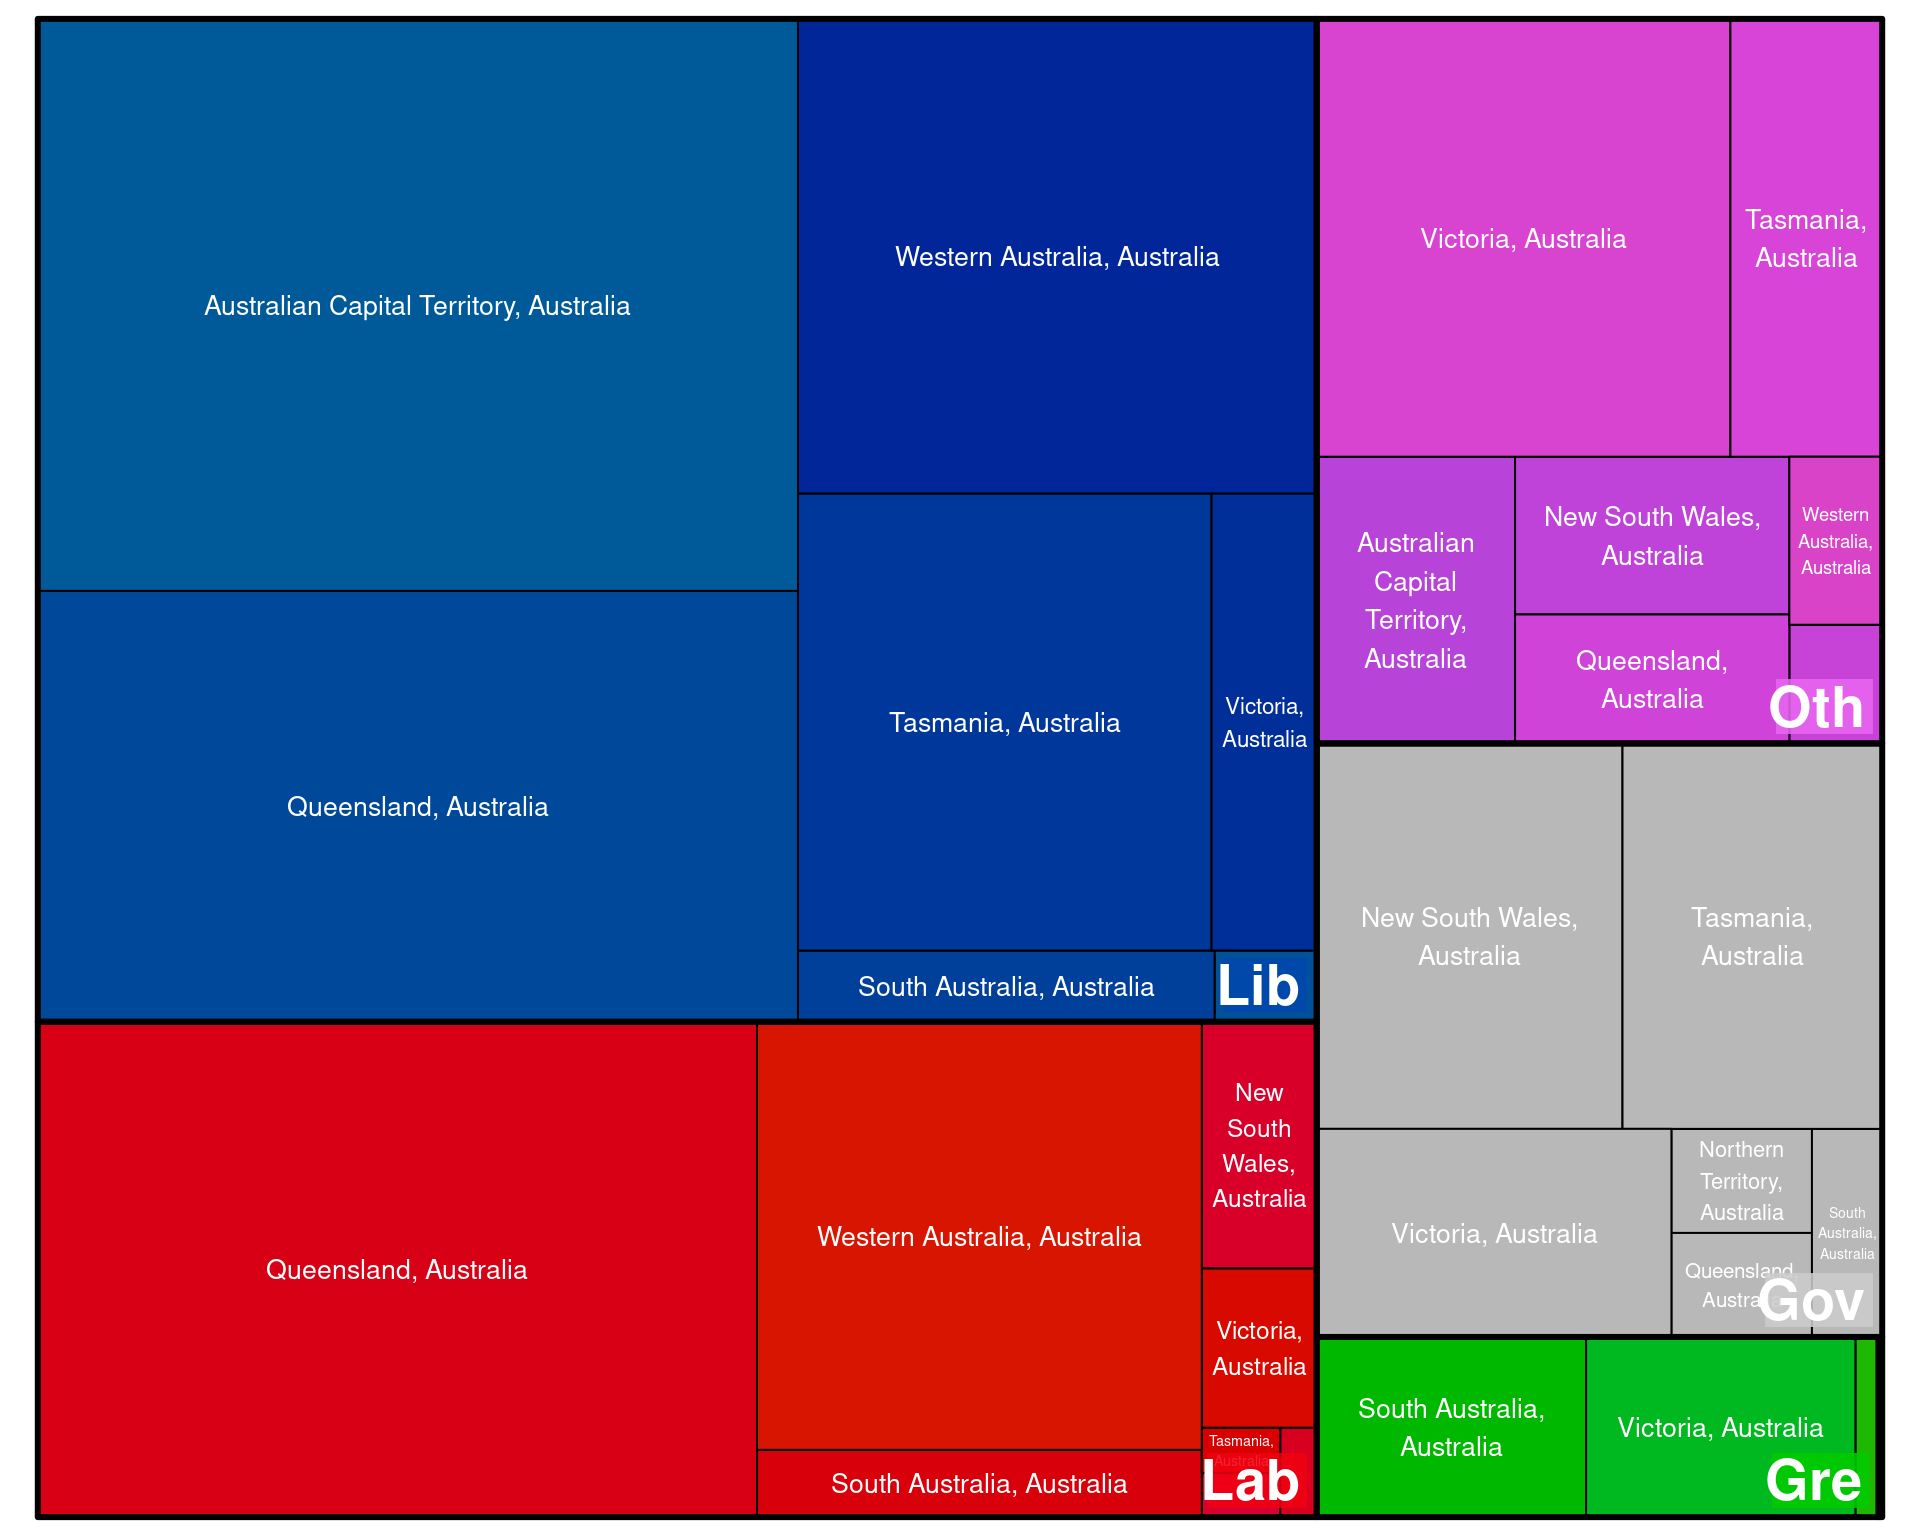 Australian Capital Territory, Australia
Queensland, Australia
Western Australia, Australia
Tasmania, Australia
Victoria,
Australia
South Australia, Australia
Lib
Queensland, Australia
Western Australia, Australia
South Australia, Australia
New
South
Wales,
Australia
Victoria,
Australia
Tasmania,
Australia
Lab
Victoria, Australia
Tasmania,
Australia
Australian
Capital
Territory,
Australia
New South Wales,
Australia
Queensland,
Australia
Western
Australia,
Australia
Oth
New South Wales,
Australia
Tasmania,
Australia
Victoria, Australia
Northern
Territory,
Australia
Queensland,
Australia
South
Australia,
Australia
Gov
South Australia,
Australia
Victoria, Australia
Gre